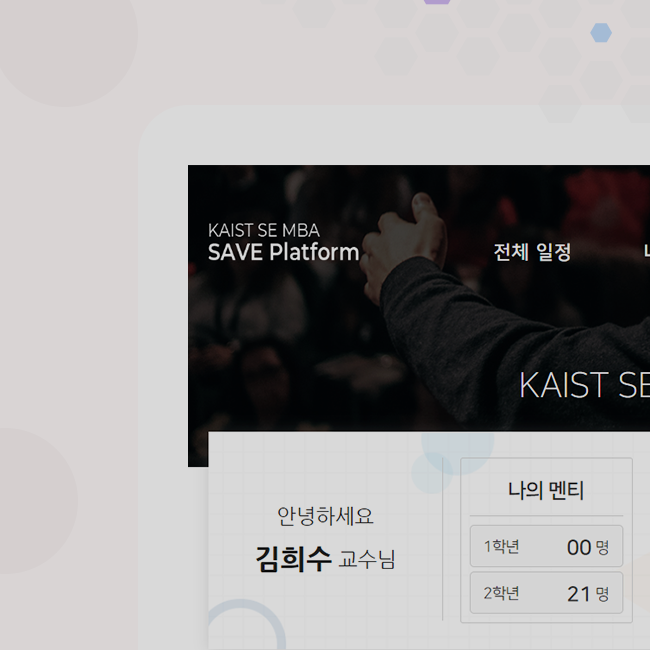 KAIST SE MBA
SAVE Platform
전체 일정
KAIST SE
안녕하세요
김희수 교수님
나의 멘티
1학년 00 명
2학년 21 명